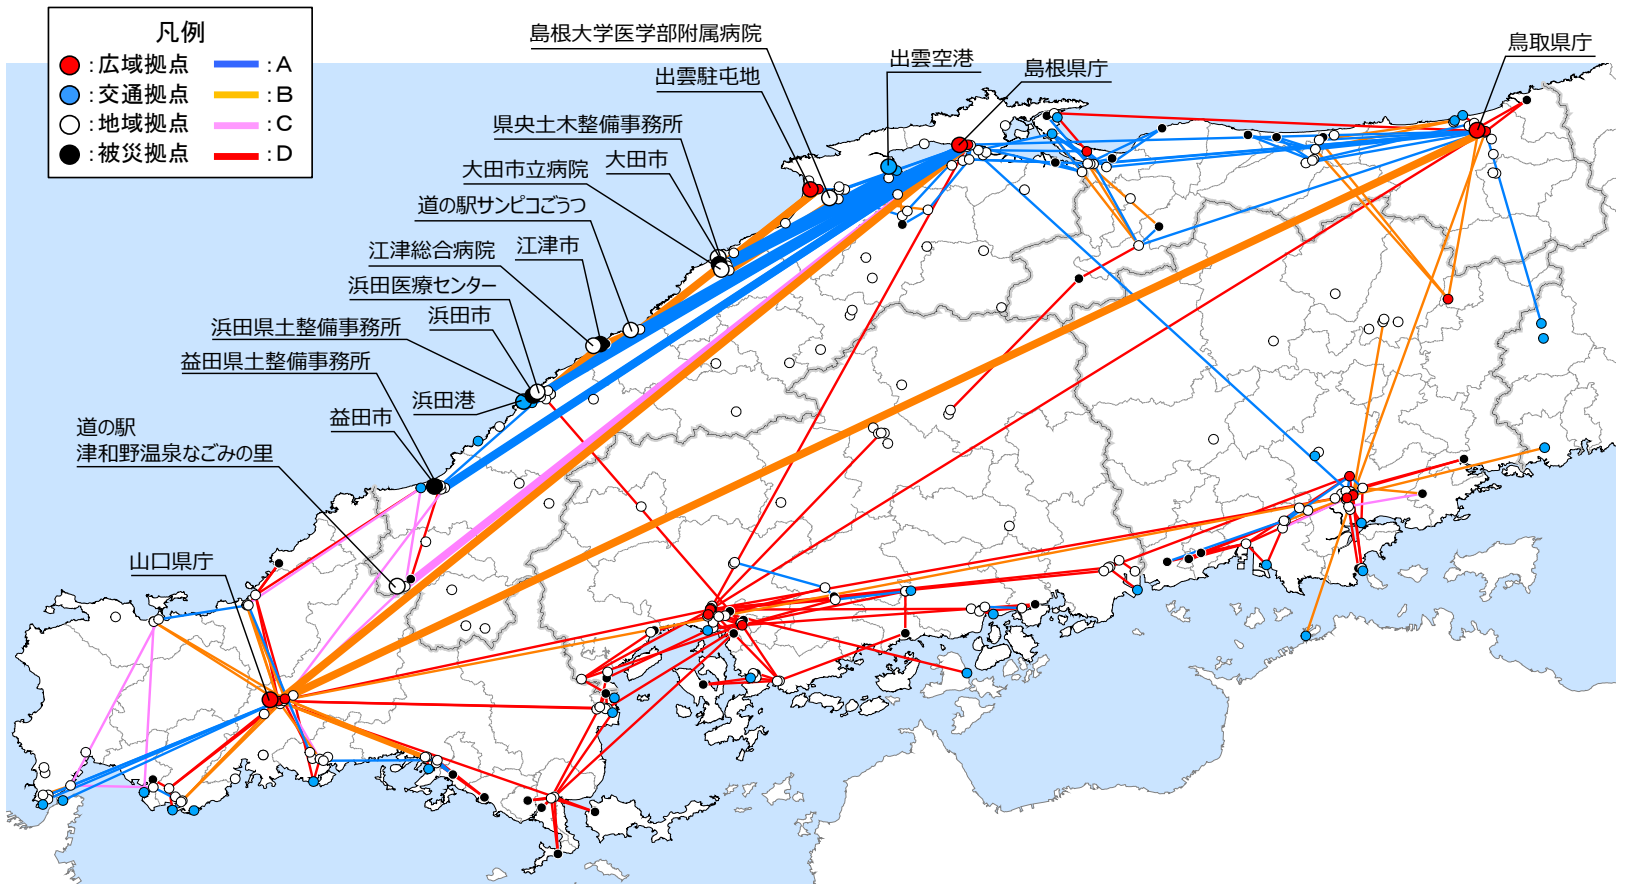 凡例
：広域拠点 ：A
：交通拠点 ：B
：地域拠点 ：C
：被災拠点 ：D
島根大学医学部附属病院
出雲駐屯地
出雲空港
島根県庁
鳥取県庁
県央土木整備事務所
大田市
大田市立病院
道の駅サンピコごうつ
江津市
江津総合病院
浜田医療センター
浜田市
浜田県土整備事務所
益田県土整備事務所
浜田港
益田市
道の駅
津和野温泉なごみの里
山口県庁